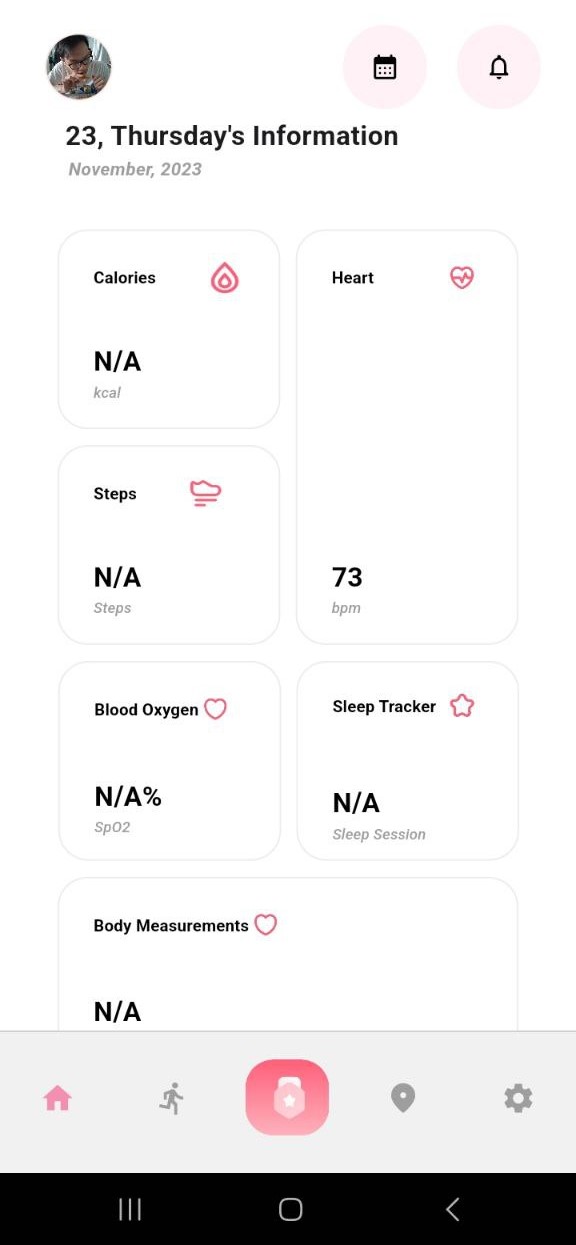 23, Thursday's Information
November, 2023
Calories
N/A
kcal
Heart
73
bpm
Steps
N/A
Steps
Blood Oxygen
N/A%
SpO2
Sleep Tracker
N/A
Sleep Session
Body Measurements
N/A